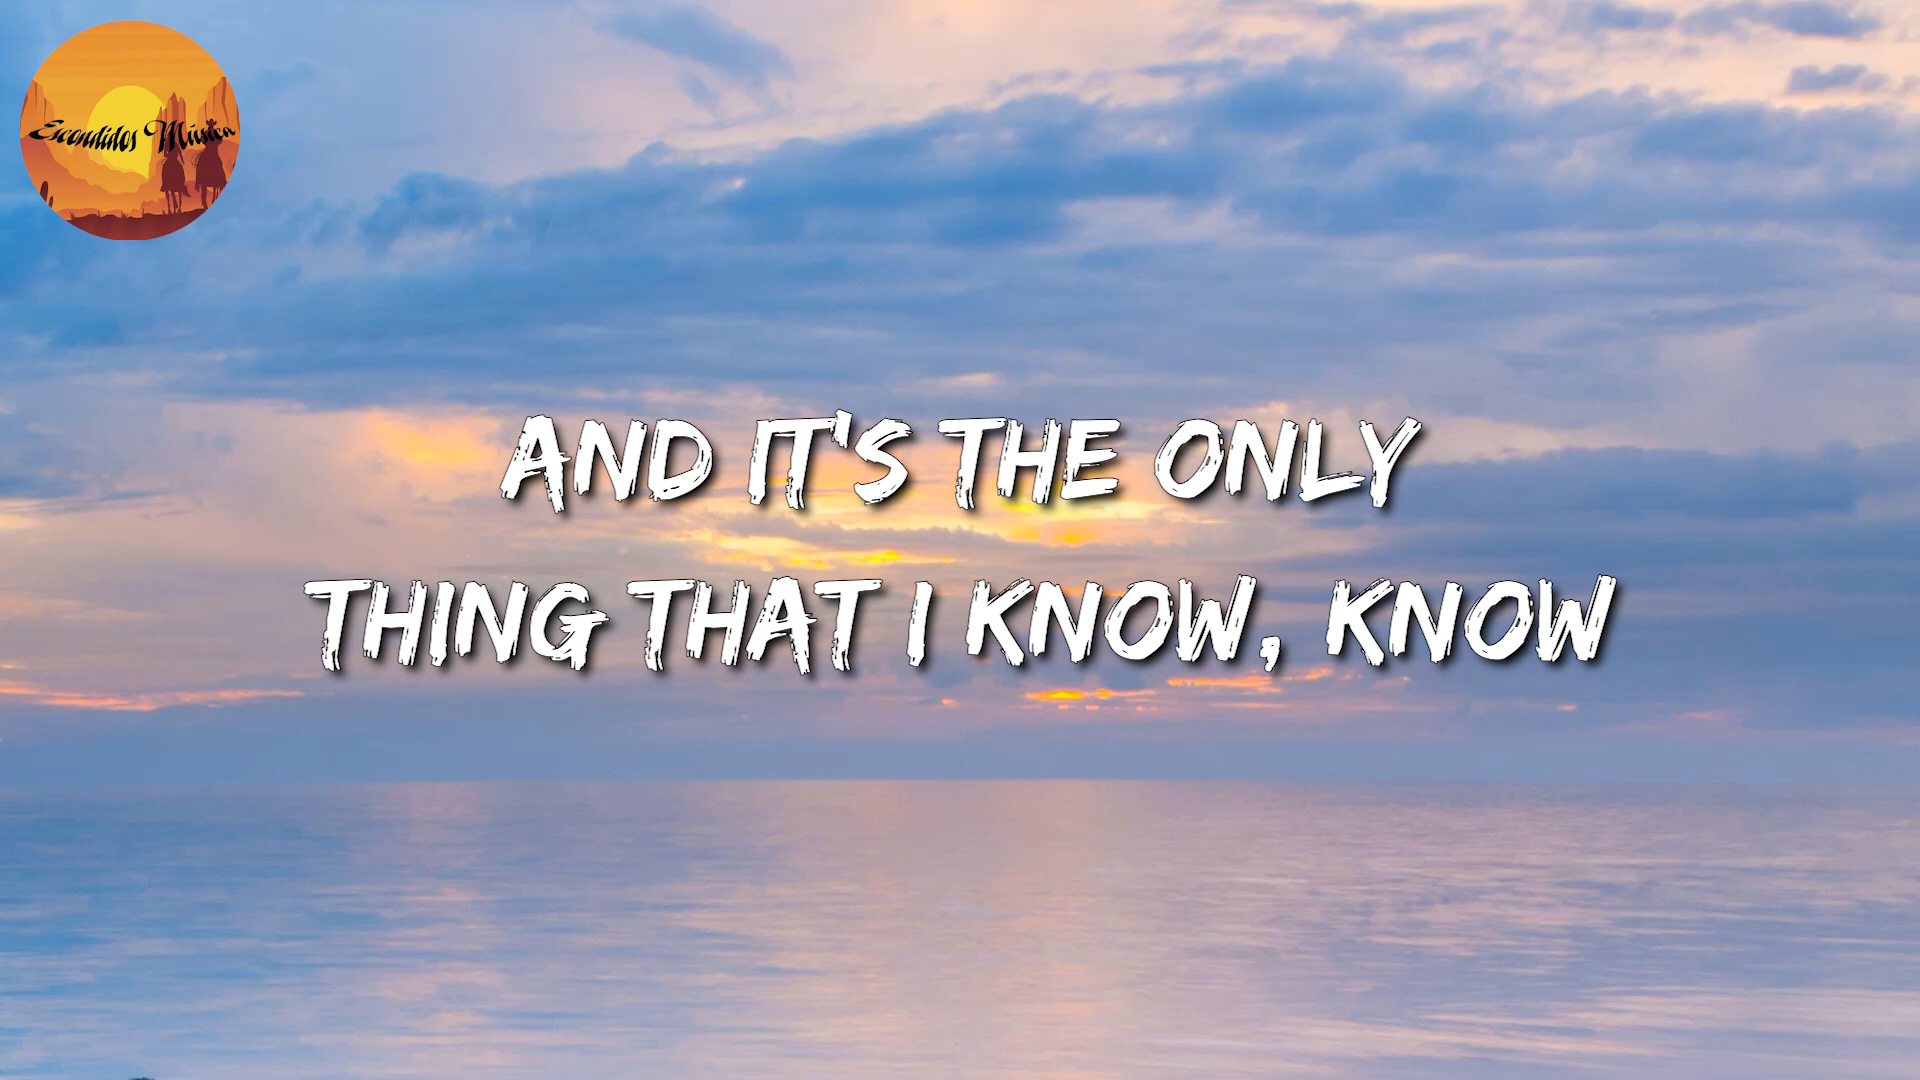 Escondidos Música
AND IT'S THE ONLY
THING THAT I KNOW, KNOW